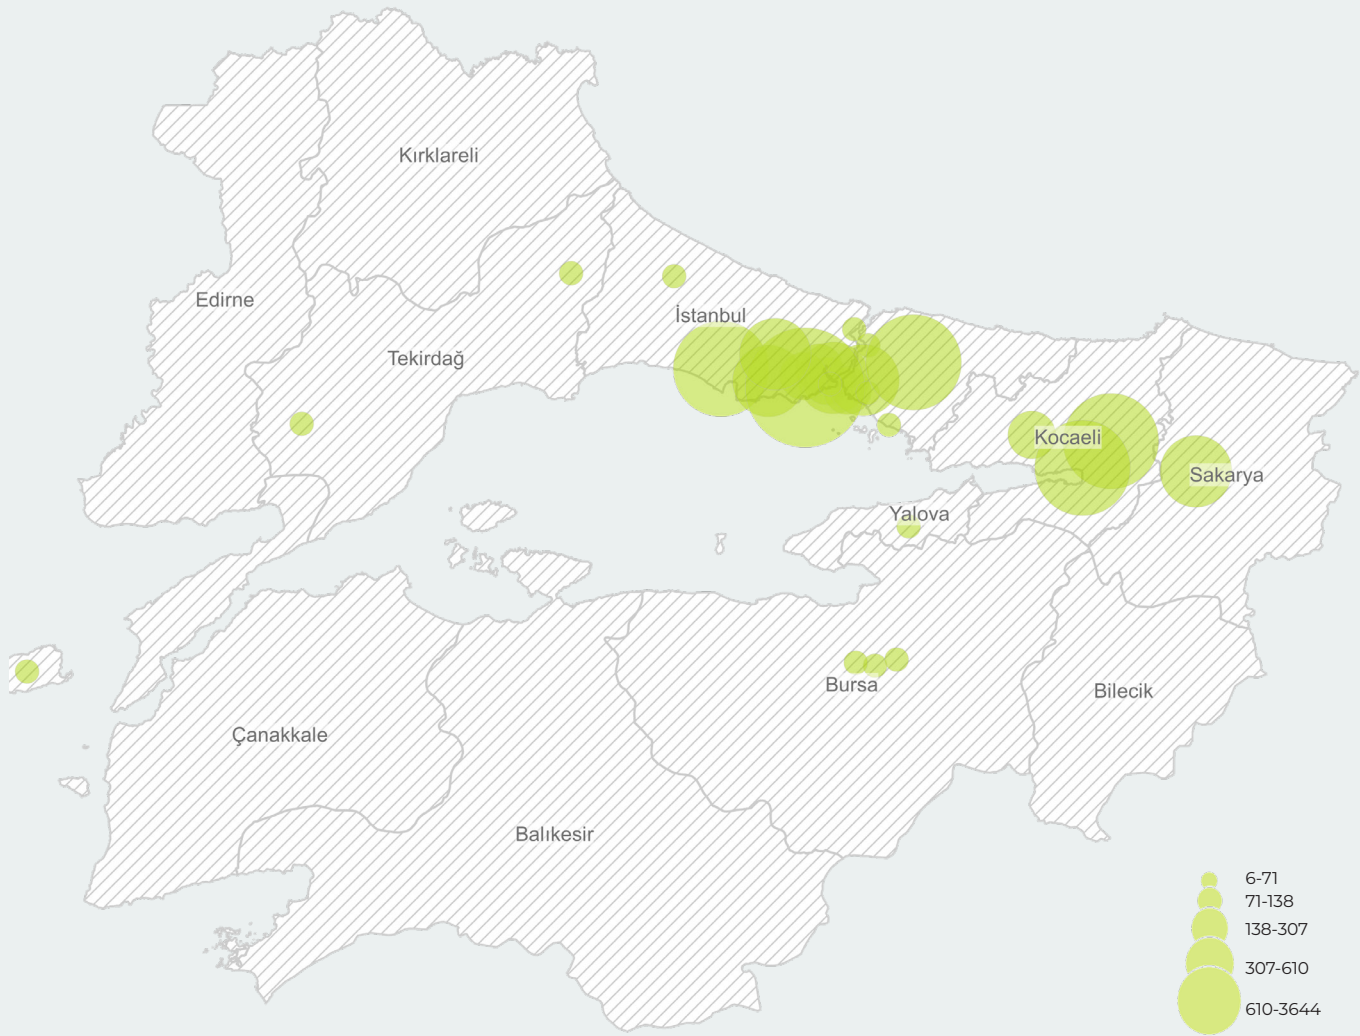 Kırklareli
Edirne
İstanbul
Tekirdağ
Kocaeli
Sakarya
Yalova
Bursa
Bilecik
Çanakkale
Balıkesir
6-71
71-138
138-307
307-610
610-3644